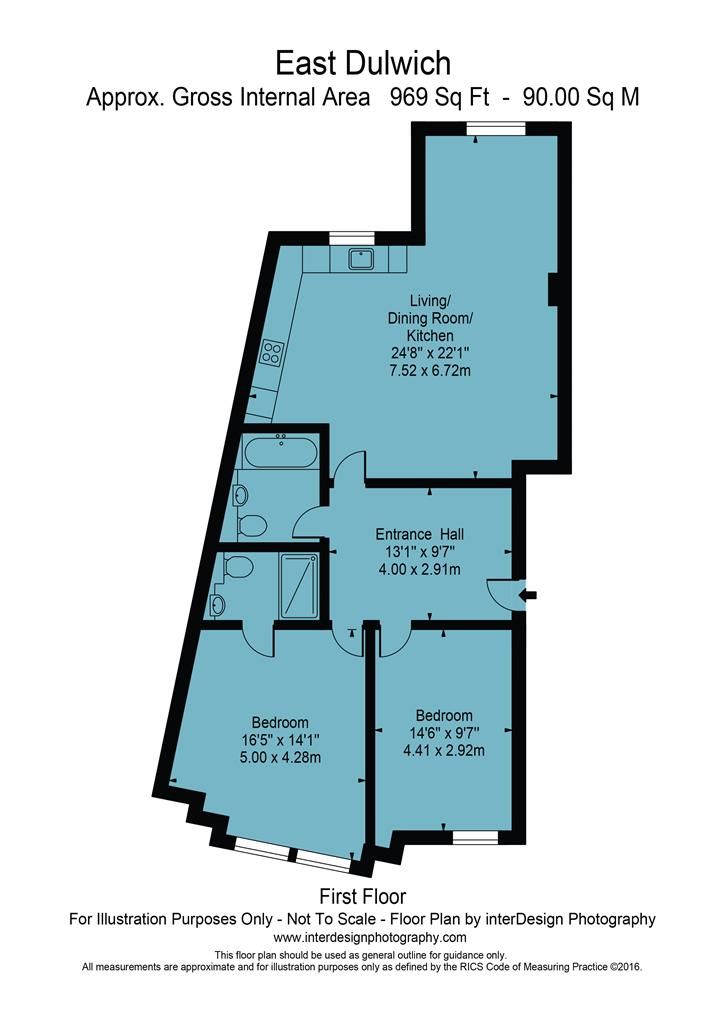 East Dulwich
Approx. Gross Internal Area   969 Sq Ft  -  90.00 Sq M
Living/
Dining Room/
Kitchen
24'8" x 22'1"
7.52 x 6.72m
Entrance Hall
13'1" x 9'7"
4.00 x 2.91m
Bedroom
16'5" x 14'1"
5.00 x 4.28m
Bedroom
14'6" x 9'7"
4.41 x 2.92m
First Floor
For Illustration Purposes Only - Not To Scale - Floor Plan by interDesign Photography
www.interdesignphotography.com
This floor plan should be used as general outline for guidance only.
All measurements are approximate and for illustration purposes only as defined by the RICS Code of Measuring Practice ©2016.